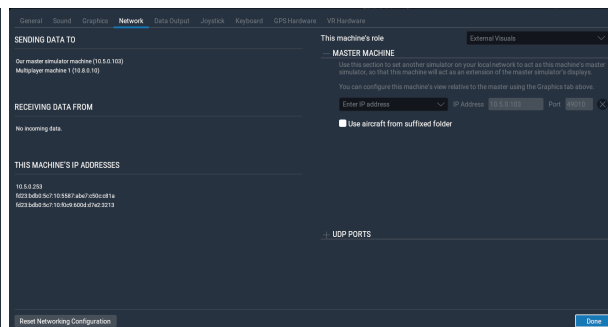 General Sound Graphics Network Data Output Joystick Keyboard GPS Hardware VR Hardware
SENDING DATA TO
Our master simulator machine (10.5.0.103)
Multiplayer machine 1 (10.8.0.10)
RECEIVING DATA FROM
No incoming data.
THIS MACHINE'S IP ADDRESSES
10.5.0.253
fd23:bdb0:5c7:10:5587:abe7:c50c:c81a
fd23:bdb0:5c7:10:f0c9:600d:d7e2:3213
Reset Networking Configuration
This machine's role External Visuals
MASTER MACHINE
Use this section to set another simulator on your local network to act as this machine's master
simulator, so that this machine will act as an extension of the master simulator's displays.
You can configure this machine's view relative to the master using the Graphics tab above.
Enter IP address IP Address 10.5.0.103 Port 49010
Use aircraft from suffixed folder
UDP PORTS
Done